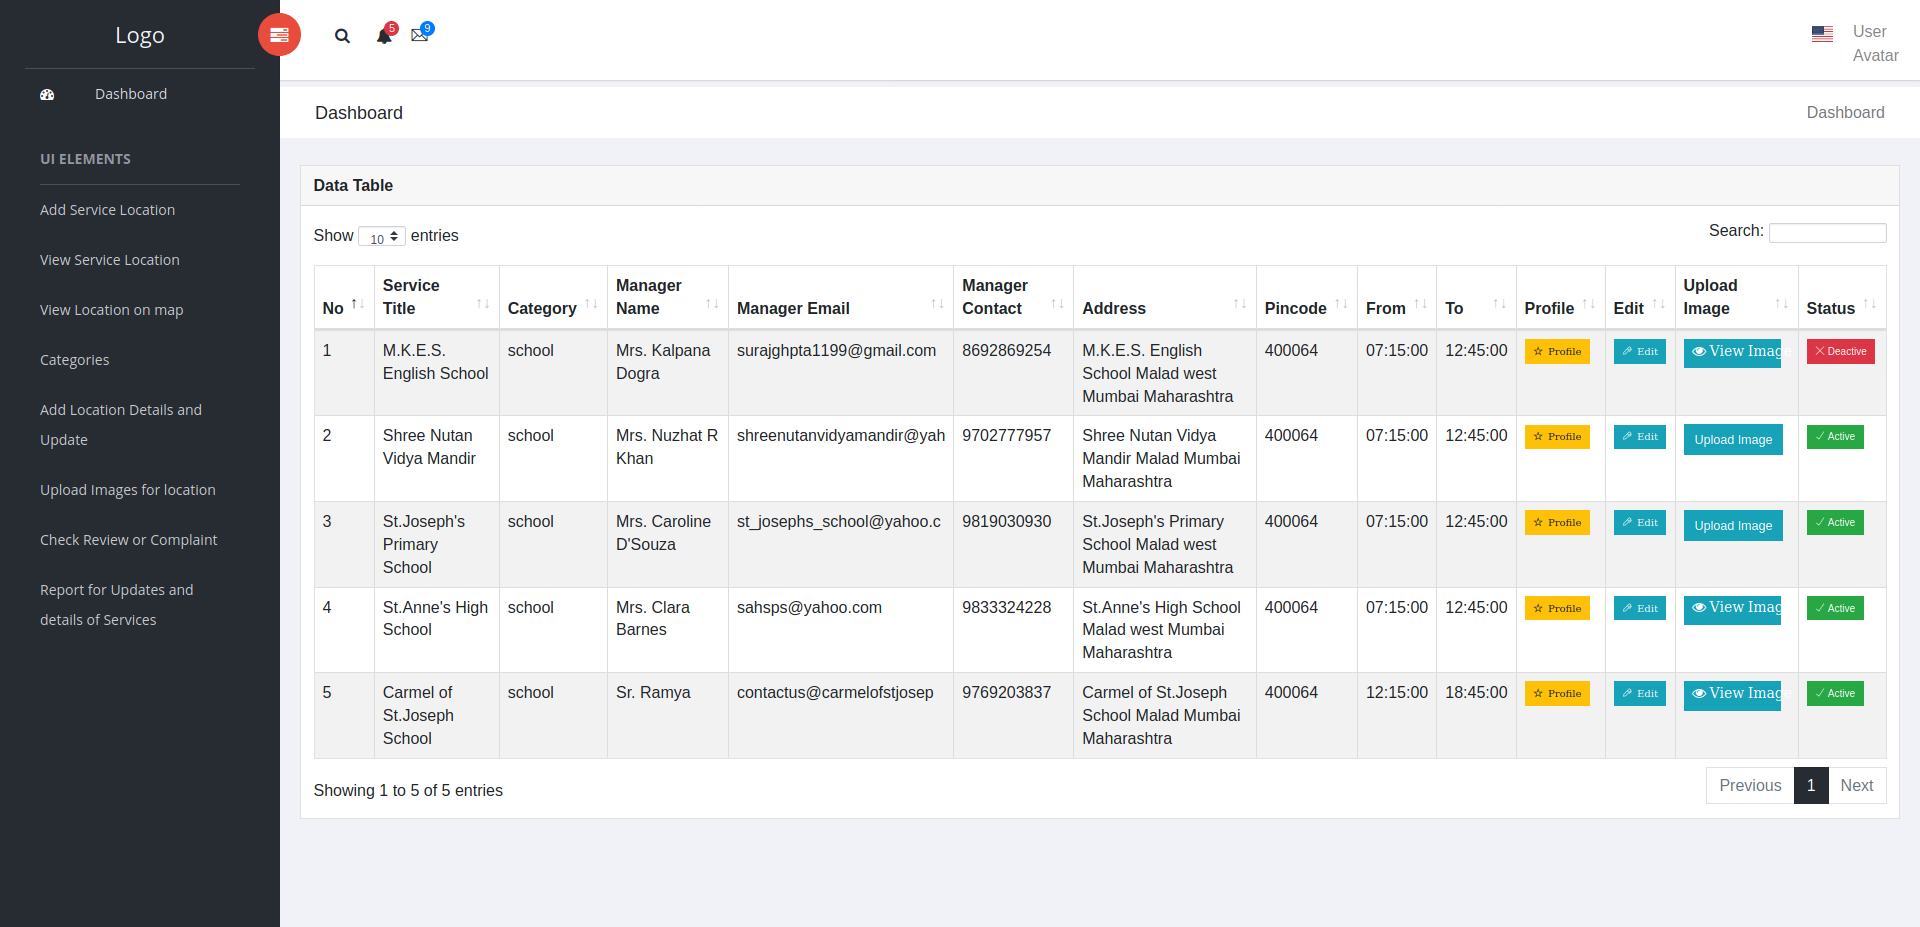 Logo
5
9
User
Avatar
Dashboard
UI ELEMENTS
Add Service Location
View Service Location
View Location on map
Categories
Add Location Details and
Update
Upload Images for location
Check Review or Complaint
Report for Updates and
details of Services
Dashboard
Dashboard
Data Table
Show 10 entries
Search:
No Service Title Category Manager Name Manager Email Manager Contact Address Pincode From To Profile Edit Upload Image Status
1 M.K.E.S. school Mrs. Kalpana surajghpta1199@gmail.com 8692869254 M.K.E.S. English 400064 07:15:00 12:45:00 Profile Edit View Imag Deactive
English School Dogra School Malad west
Mumbai Maharashtra
2 Shree Nutan school Mrs. Nuzhat R shreenutanvidyamandir@yah 9702777957 Shree Nutan Vidya 400064 07:15:00 12:45:00 Profile Edit Upload Image Active
Vidya Mandir Khan Mandir Malad Mumbai
Maharashtra
3 St.Joseph's school Mrs. Caroline st_josephs_school@yahoo.c 9819030930 St.Joseph's Primary 400064 07:15:00 12:45:00 Profile Edit Upload Image Active
Primary D'Souza School Malad west
School Mumbai Maharashtra
4 St.Anne's High school Mrs. Clara sahsps@yahoo.com 9833324228 St.Anne's High School 400064 07:15:00 12:45:00 Profile Edit View Imag Active
School Barnes Malad west Mumbai
Maharashtra
5 Carmel of school Sr. Ramya contactus@carmelofstjosep 9769203837 Carmel of St.Joseph 400064 12:15:00 18:45:00 Profile Edit View Imag Active
St.Joseph School Malad Mumbai
School Maharashtra
Showing 1 to 5 of 5 entries
Previous 1 Next